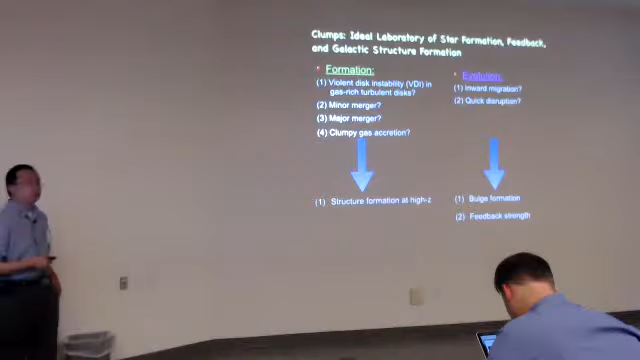 Clumps: Ideal Laboratory of Star Formation, Feedback,
and Galactic Structure Formation
• Formation:
(1) Violent disk instability (VDI) in
gas-rich turbulent disks?
(2) Minor merger?
(3) Major merger?
(4) Clumpy gas accretion?
(1) Structure formation at high-z
• Evolution:
(1) Inward migration?
(2) Quick disruption?
(1) Bulge formation
(2) Feedback strength